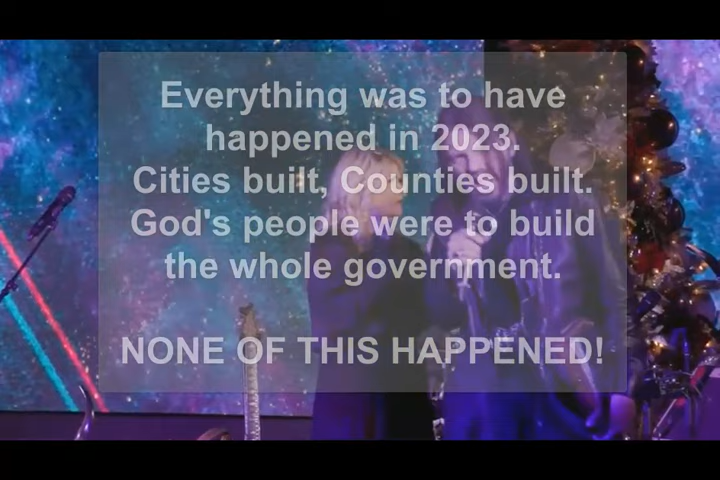 Everything was to have
happened in 2023.
Cities built, Counties built.
God's people were to build
the whole government.
NONE OF THIS HAPPENED!